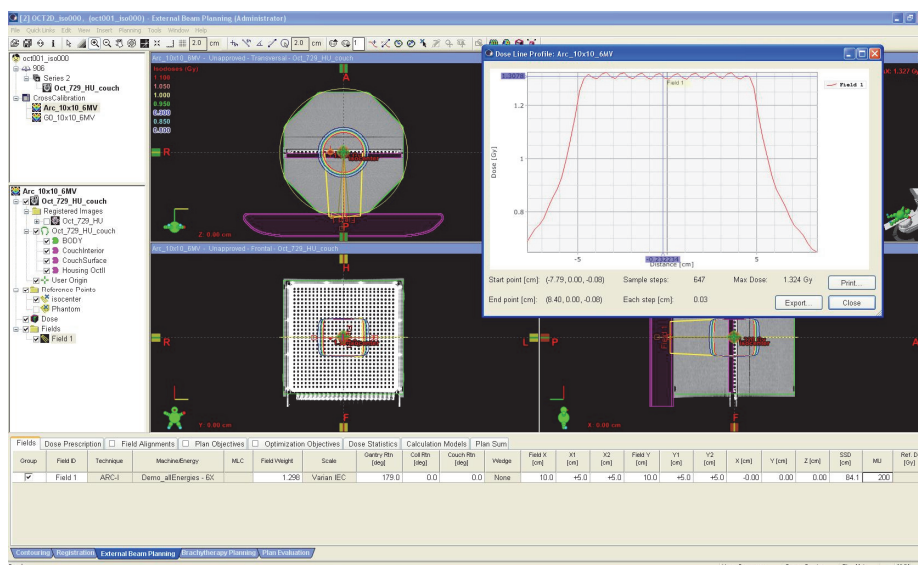 [2] OCT2D_iso000, (oct001_iso000) - External Beam Planning (Administrator)
File Quick Links Edit View Insert Planning Tools Window Help
2.0 cm 2.0 cm 1
oct001_iso000
906
Series 2
Oct_729_HU_couch
CrossCalibration
Arc_10x10_6MV
G0_10x10_6MV
Arc_10x10_6MV
Oct_729_HU_couch
Registered Images
Oct_729_HU
Oct_729_HU_couch
BODY
CouchInterior
CouchSurface
Housing OctII
User Origin
Reference Points
isocenter
Phantom
Dose
Fields
Field 1
Arc_10x10_6MV - Unapproved - Transversal - Oct_729_HU_couch
Isodoses (Gy)
1.100
1.050
1.000
0.950
0.900
0.850
0.800
A
R
P
Z: 0.00 cm
Arc_10x10_6MV - Unapproved - Frontal - Oct_729_HU_couch
H
R
L
F
Y: 0.00 cm
P
A
F
X: 0.00 cm
1.327 G
Dose Line Profile: Arc_10x10_6MV
1.3078
1.2
1
0.8
Dose [Gy]
Field 1
Field 1
-5
-0.232234
5
Distance [cm]
Start point [cm]: (-7.79, 0.00, -0.08) Sample steps: 647 Max Dose: 1.324 Gy Print...
End point [cm]: (8.40, 0.00, -0.08) Each step [cm]: 0.03 Export... Close
Fields Dose Prescription Field Alignments Plan Objectives Optimization Objectives Dose Statistics Calculation Models Plan Sum
Group Field ID Technique Machine/Energy MLC Field Weight Scale Gantry Rtn [deg] Coll Rtn [deg] Couch Rtn [deg] Wedge Field X [cm] X1 [cm] X2 [cm] Field Y [cm] Y1 [cm] Y2 [cm] X [cm] Y [cm] Z [cm] SSD [cm] MU Ref. D [Gy]
Field 1 ARC-I Demo_allEnergies - 6X 1.298 Varian IEC 179.0 0.0 0.0 None 10.0 +5.0 +5.0 10.0 +5.0 +5.0 -0.00 0.00 0.00 84.1 200
Contouring Registration External Beam Planning Brachytherapy Planning Plan Evaluation